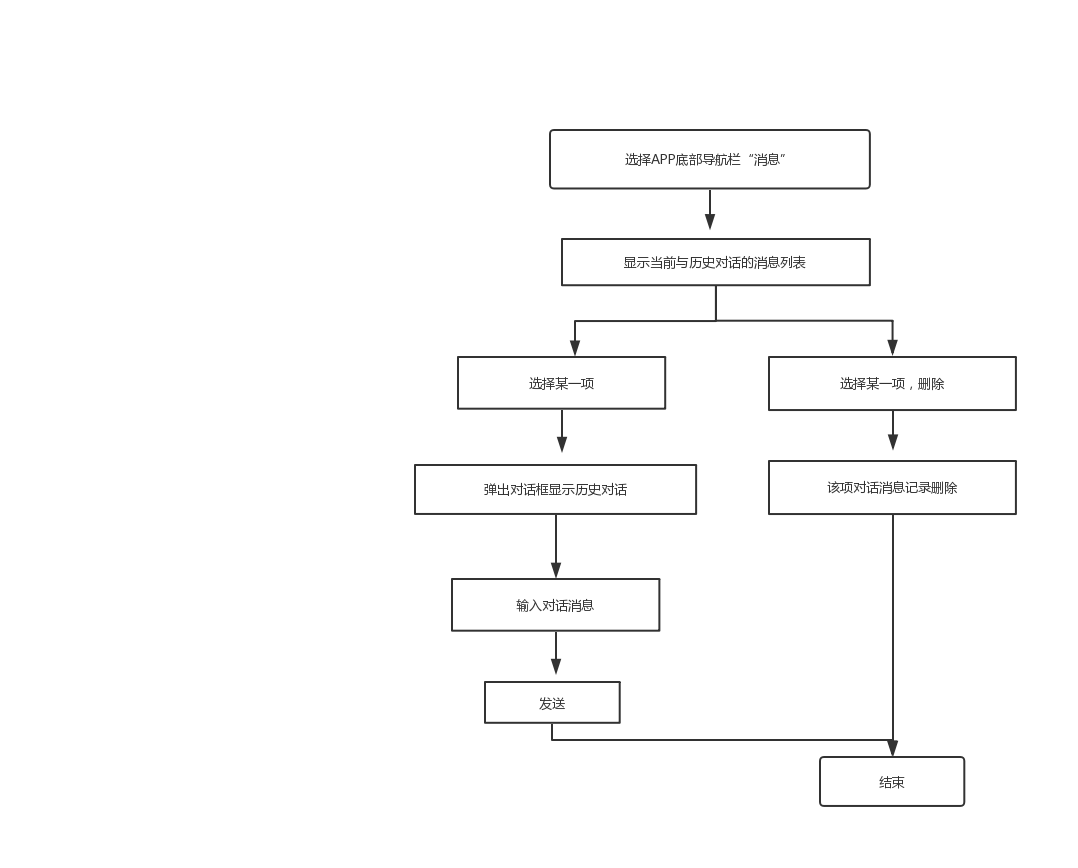 选择APP底部导航栏“消息”
显示当前与历史对话的消息列表
选择某一项
选择某一项，删除
弹出对话框显示历史对话
该项对话消息记录删除
输入对话消息
发送
结束